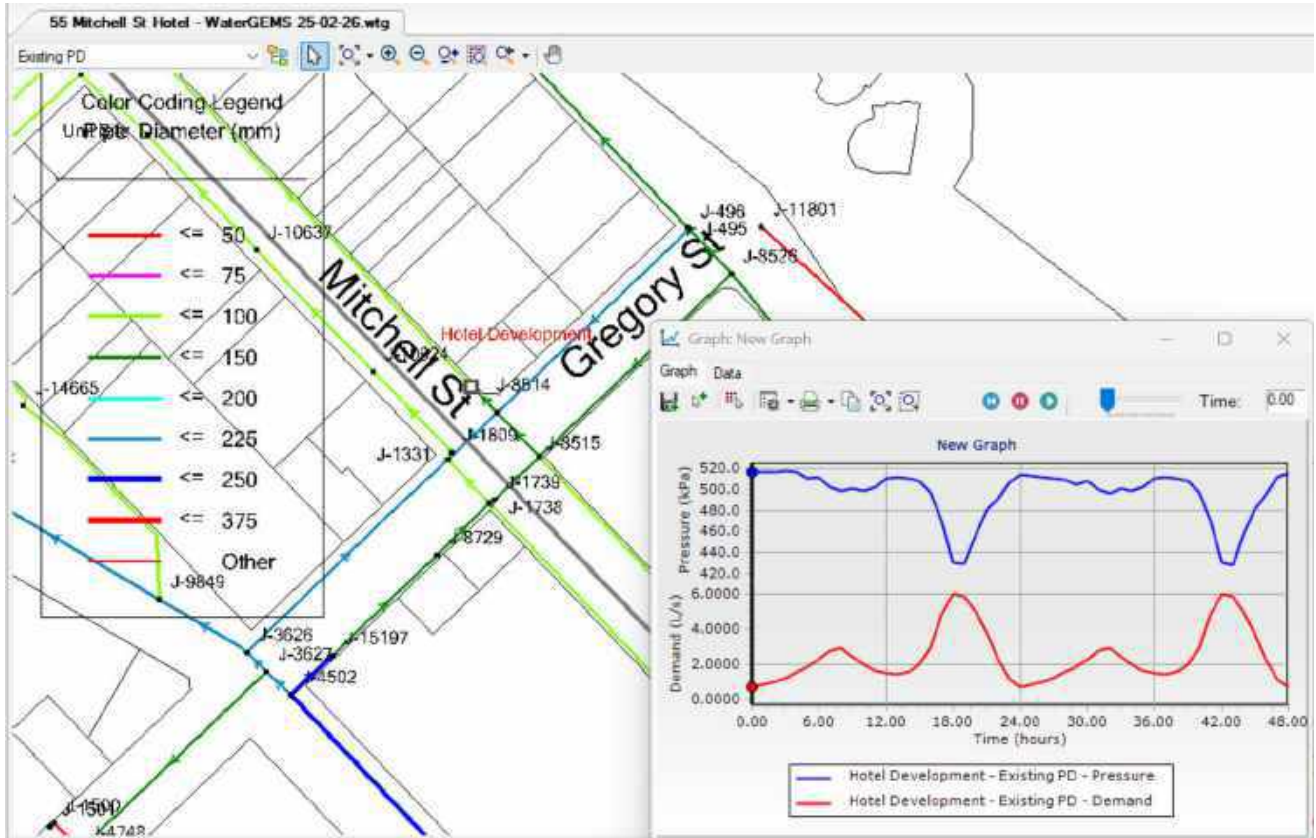 55 Mitchell St Hotel - WaterGEMS 25-02-26.wtg
Existing PD
Color Coding Legend
Pipe: Diameter (mm)
<= 50
<= 75
<= 100
<= 150
<= 200
<= 225
<= 250
<= 375
Other
J-10637
J-496
J-11801
J-495
J-8526
Mitchell St
Gregory St
Hotel Development
J-8514
J-1809
J-1331
J-8515
J-1739
J-1738
J-8729
J-9849
J-3626
J-15197
J-3627
J-4748
Graph: New Graph
Graph Data
Time: 0.00
New Graph
Pressure (kPa)
520.0
500.0
480.0
460.0
440.0
420.0
Demand (L/s)
6.0000
4.0000
2.0000
0.0000
0.00 6.00 12.00 18.00 24.00 30.00 36.00 42.00 48.00
Time (hours)
Hotel Development - Existing PD - Pressure
Hotel Development - Existing PD - Demand